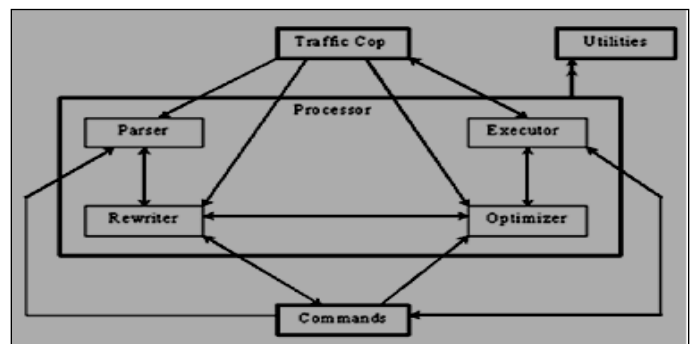 Traffic Cop
Utilities
Processor
Parser
Executor
Rewriter
Optimizer
Commands